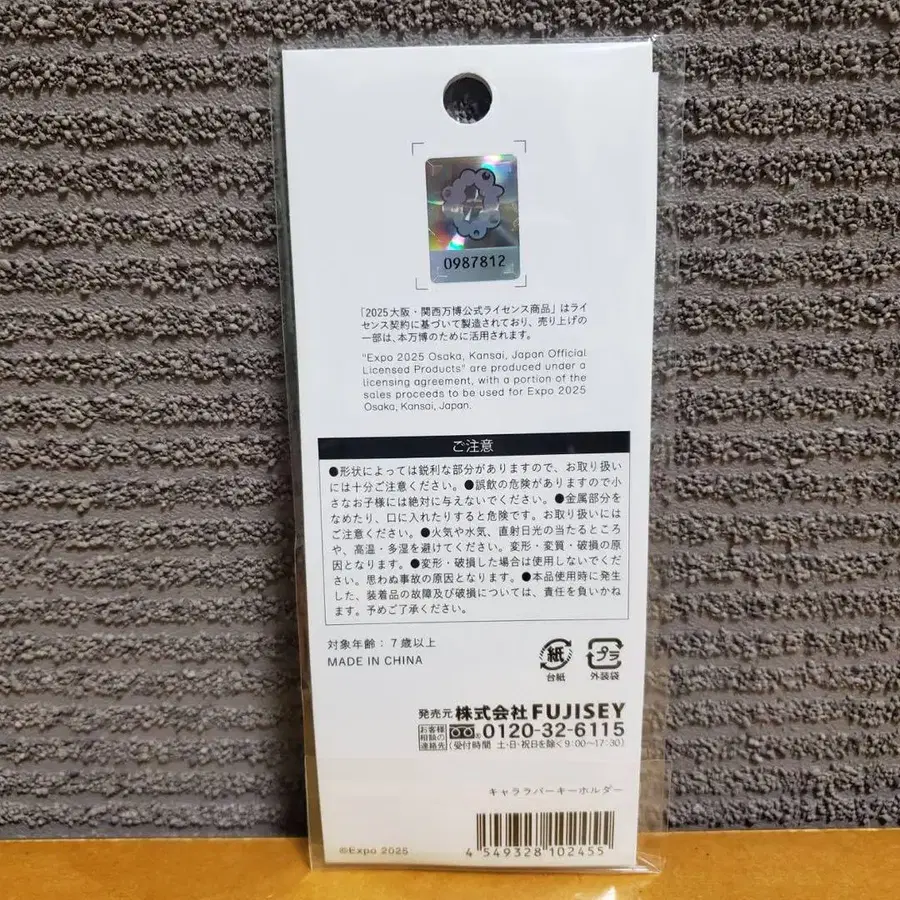 0987812
「2025大阪・関西万博公式ライセンス商品」はライ
センス契約に基づいて製造されており、売り上げの
一部は、本万博のために活用されます。
"Expo 2025 Osaka, Kansai, Japan Official
Licensed Products" are produced under a
licensing agreement, with a portion of the
sales proceeds to be used for Expo 2025
Osaka, Kansai, Japan.
ご注意
●形状によっては鋭利な部分がありますので、お取り扱い
には十分ご注意ください。●誤飲の危険がありますので小
さなお子様には絶対に与えないでください。●金属部分を
なめたり、口に入れたりすると危険です。お取り扱いには
ご注意ください。●火気や水気、直射日光の当たるところ
や、高温・多湿を避けてください。変形・変質・破損の原
因となります。●変形・破損した場合は使用しないでくだ
さい。思わぬ事故の原因となります。●本品使用時に発生
した、装着品の故障及び破損については、責任を負いかね
ます。予めご了承ください。
対象年齢：7歳以上
MADE IN CHINA
紙
台紙
プラ
外装袋
発売元 株式会社FUJISEY
お客様
相談の
連絡先
0120-32-6115
(受付時間 土・日・祝日を除く9:00〜17:30)
キャララバーキーホルダー
4 549328 102455
©Expo 2025